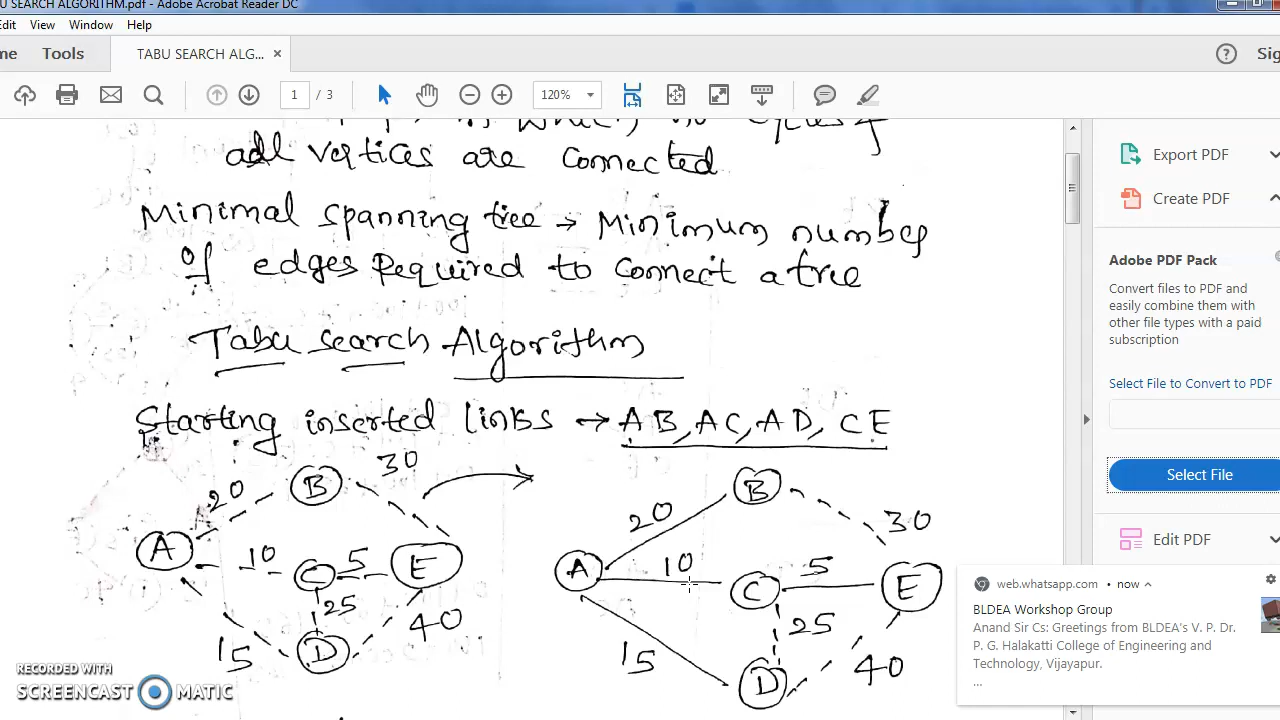 BU SEARCH ALGORITHM.pdf - Adobe Acrobat Reader DC
Edit View Window Help
me Tools TABU SEARCH ALG... × Sig
1 / 3 120%
all vertices are connected
Minimal spanning tree → Minimum number
of edges required to connect a tree
Tabu search Algorithm
Starting inserted links → AB, AC, AD, CE
20 B 30
A 10 C 5 E
25
15 D 40
20 B 30
A 10 C 5 E
25
15 D 40
Export PDF
Create PDF
Adobe PDF Pack
Convert files to PDF and
easily combine them with
other file types with a paid
subscription
Select File to Convert to PDF
Select File
Edit PDF
web.whatsapp.com • now
BLDEA Workshop Group
Anand Sir Cs: Greetings from BLDEA's V. P. Dr.
P. G. Halakatti College of Engineering and
Technology, Vijayapur.
...
RECORDED WITH
SCREENCAST MATIC